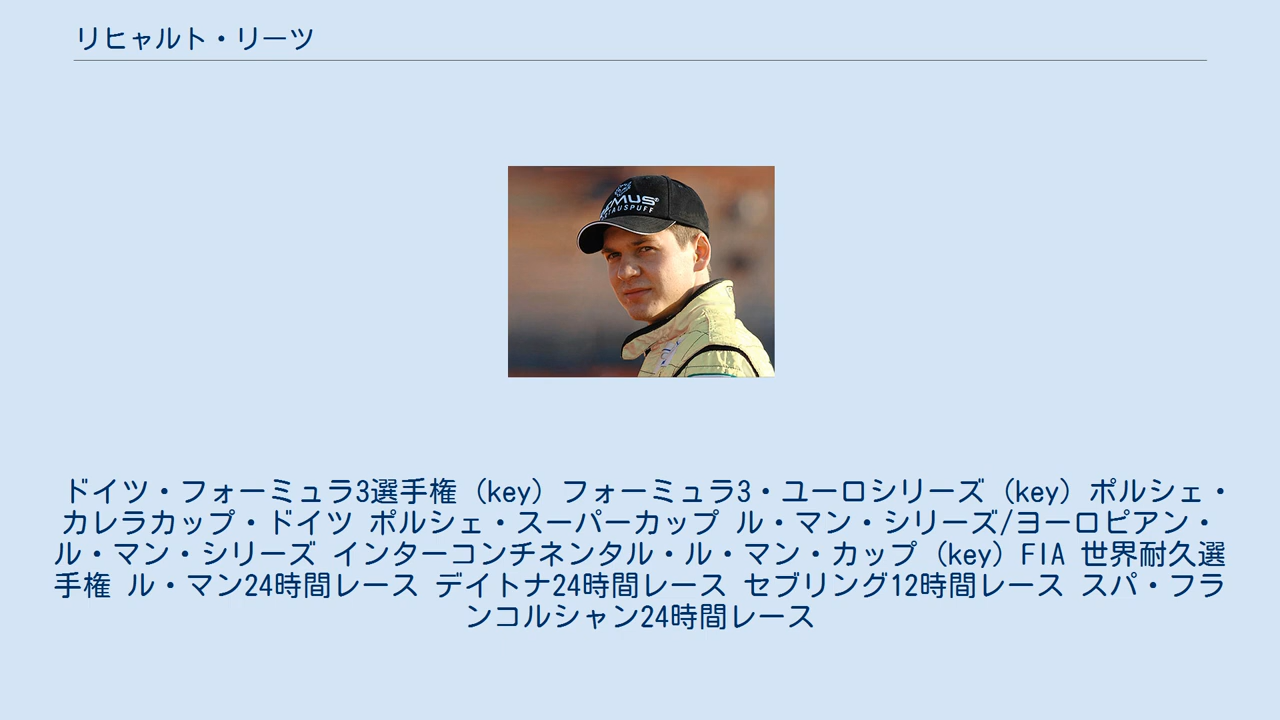 リヒャルト・リーツ
MUS
AUSPUFF
ドイツ・フォーミュラ3選手権（key）フォーミュラ3・ユーロシリーズ（key）ポルシェ・
カレラカップ・ドイツ ポルシェ・スーパーカップ ル・マン・シリーズ/ヨーロピアン・
ル・マン・シリーズ インターコンチネンタル・ル・マン・カップ（key）FIA 世界耐久選
手権 ル・マン24時間レース デイトナ24時間レース セブリング12時間レース スパ・フラ
ンコルシャン24時間レース